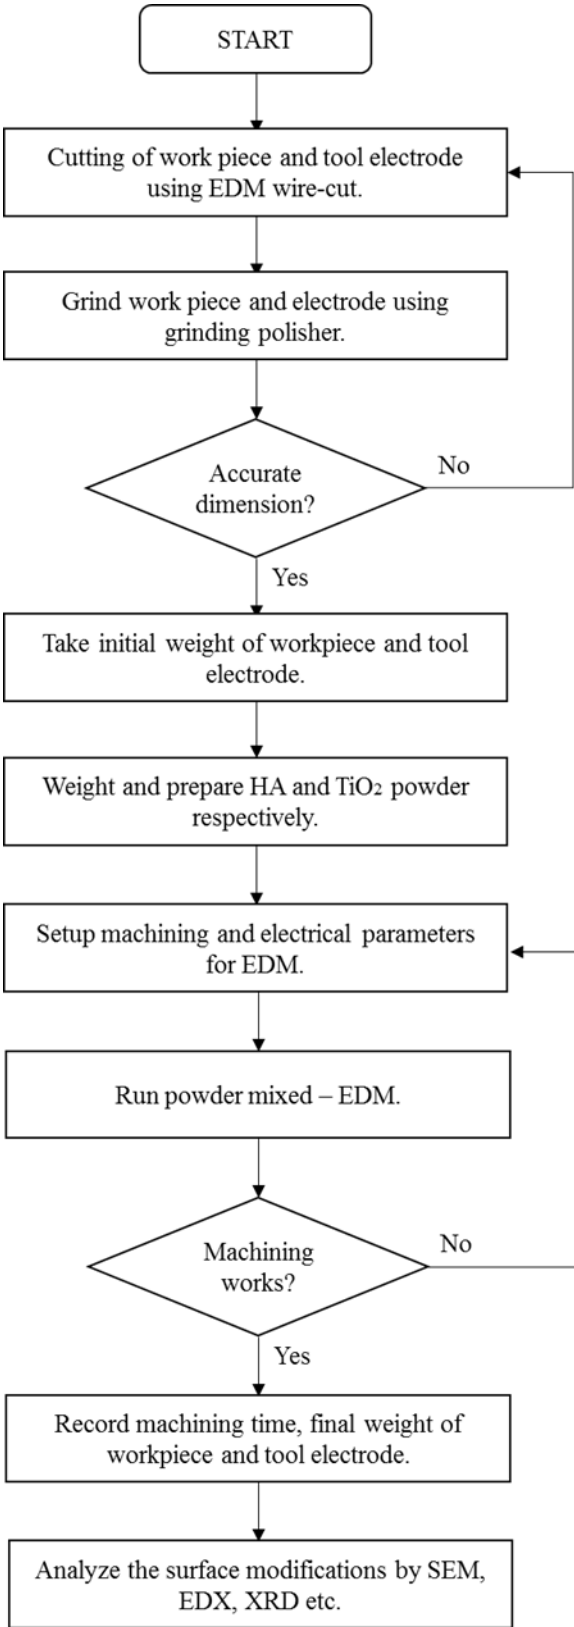 START
Cutting of work piece and tool electrode
using EDM wire-cut.
Grind work piece and electrode using
grinding polisher.
Accurate
dimension?
No
Yes
Take initial weight of workpiece and tool
electrode.
Weight and prepare HA and TiO₂ powder
respectively.
Setup machining and electrical parameters
for EDM.
Run powder mixed – EDM.
Machining
works?
No
Yes
Record machining time, final weight of
workpiece and tool electrode.
Analyze the surface modifications by SEM,
EDX, XRD etc.